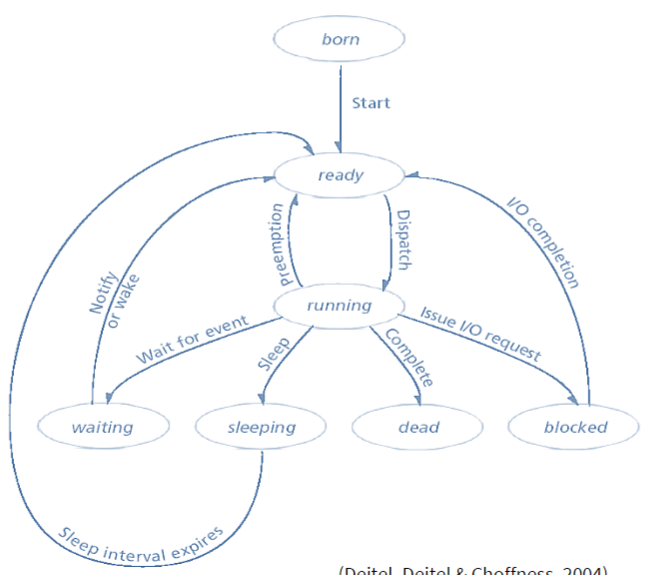 born
Start
ready
Preemption
Dispatch
I/O completion
Notify
or wake
running
Wait for event
Sleep
Complete
Issue I/O request
waiting
sleeping
dead
blocked
Sleep interval expires
(Deitel, Deitel & Choffness, 2004)